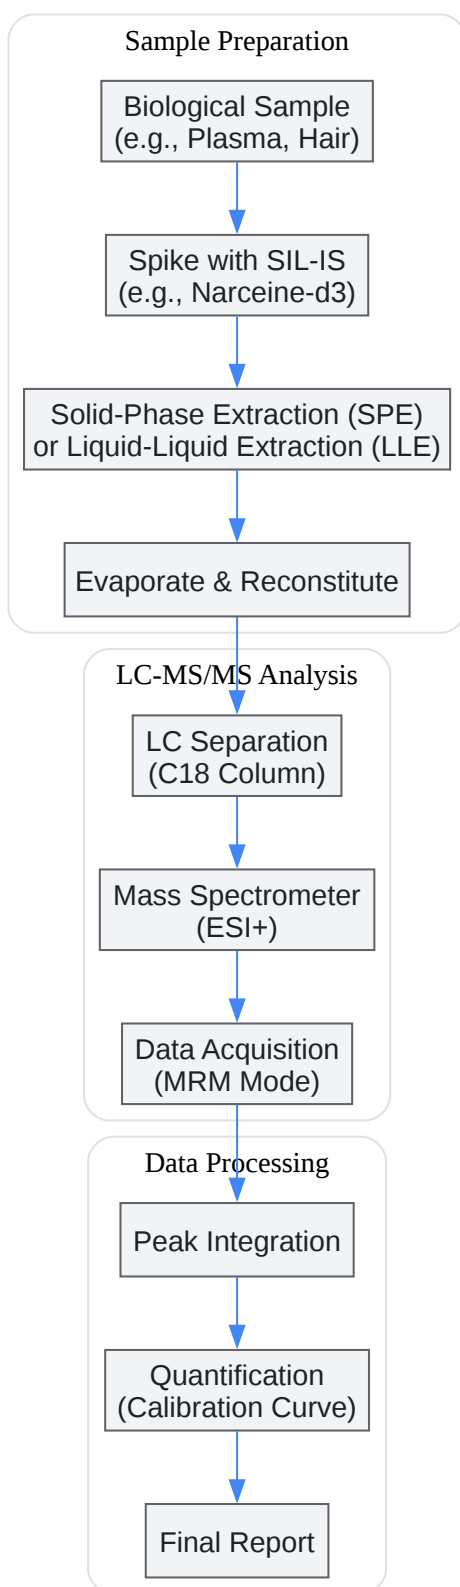 Sample Preparation
Biological Sample
(e.g., Plasma, Hair)
Spike with SIL-IS
(e.g., Narceine-d3)
Solid-Phase Extraction (SPE)
or Liquid-Liquid Extraction (LLE)
Evaporate & Reconstitute
LC-MS/MS Analysis
LC Separation
(C18 Column)
Mass Spectrometer
(ESI+)
Data Acquisition
(MRM Mode)
Data Processing
Peak Integration
Quantification
(Calibration Curve)
Final Report